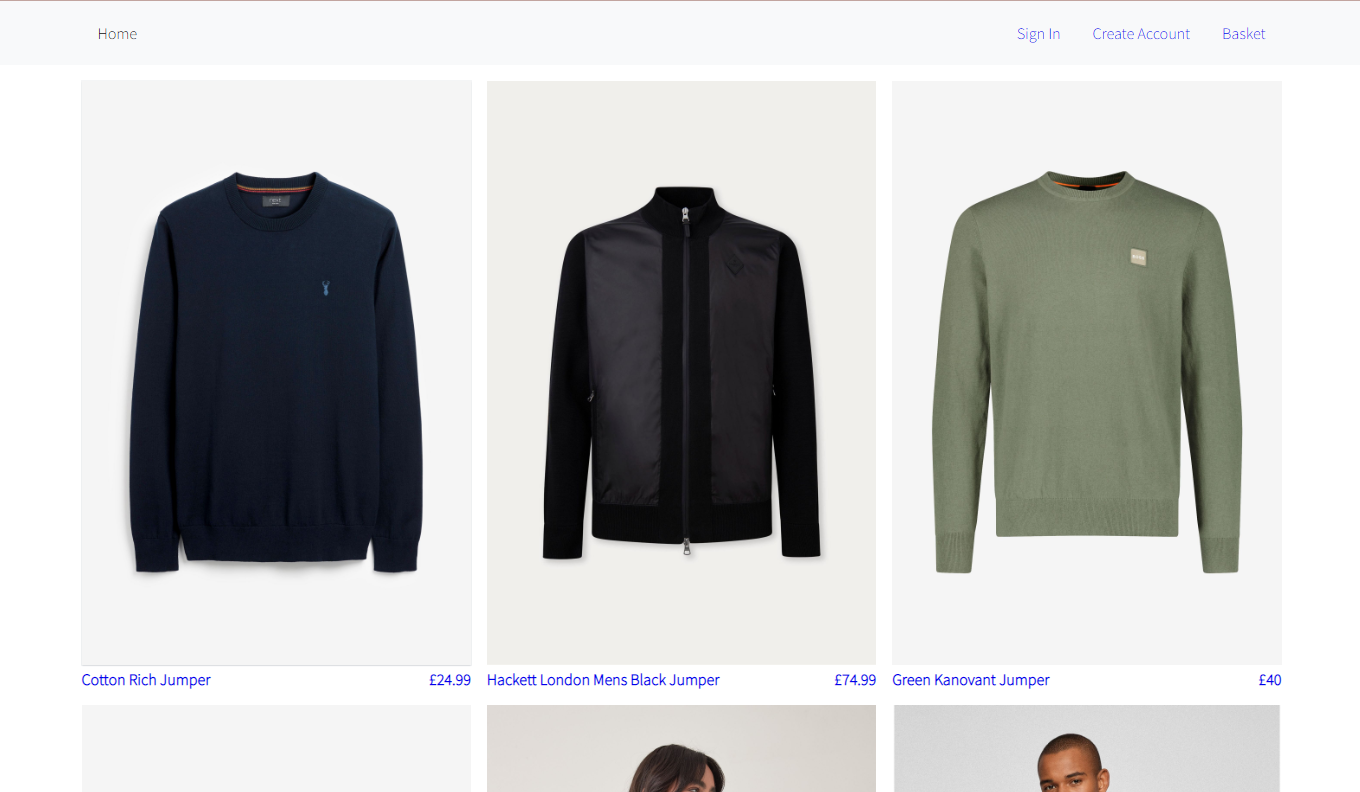 Home
Sign In
Create Account
Basket
next
Cotton Rich Jumper
£24.99
Hackett London Mens Black Jumper
£74.99
Green Kanovant Jumper
£40